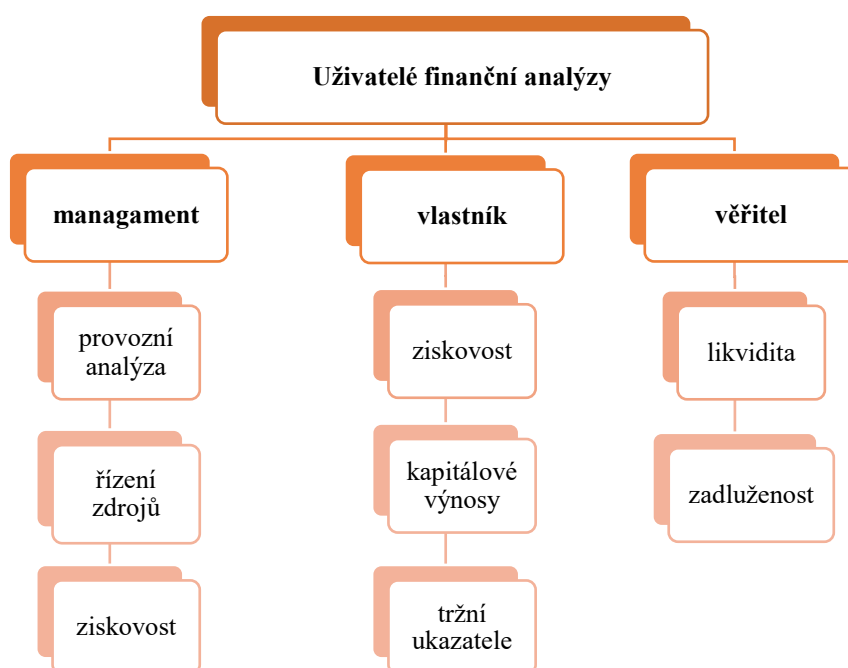 Uživatelé finanční analýzy
managament
vlastník
věřitel
provozní
analýza
ziskovost
likvidita
řízení
zdrojů
kapitálové
výnosy
zadluženost
ziskovost
tržní
ukazatele